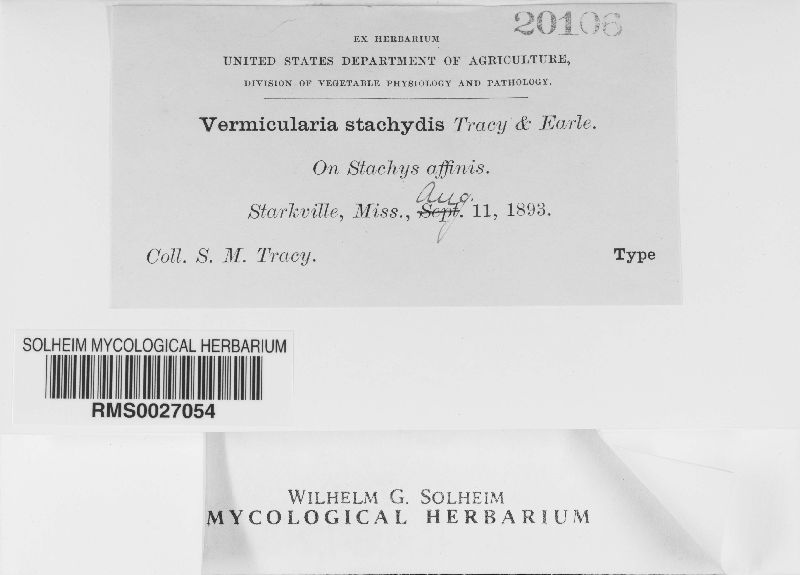 20106
EX HERBARIUM
UNITED STATES DEPARTMENT OF AGRICULTURE,
DIVISION OF VEGETABLE PHYSIOLOGY AND PATHOLOGY.
Vermicularia stachydis Tracy & Earle.
On Stachys affinis.
Aug.
Starkville, Miss., Sept. 11, 1893.
Coll. S. M. Tracy. Type
SOLHEIM MYCOLOGICAL HERBARIUM
RMS0027054
WILHELM G. SOLHEIM
MYCOLOGICAL HERBARIUM